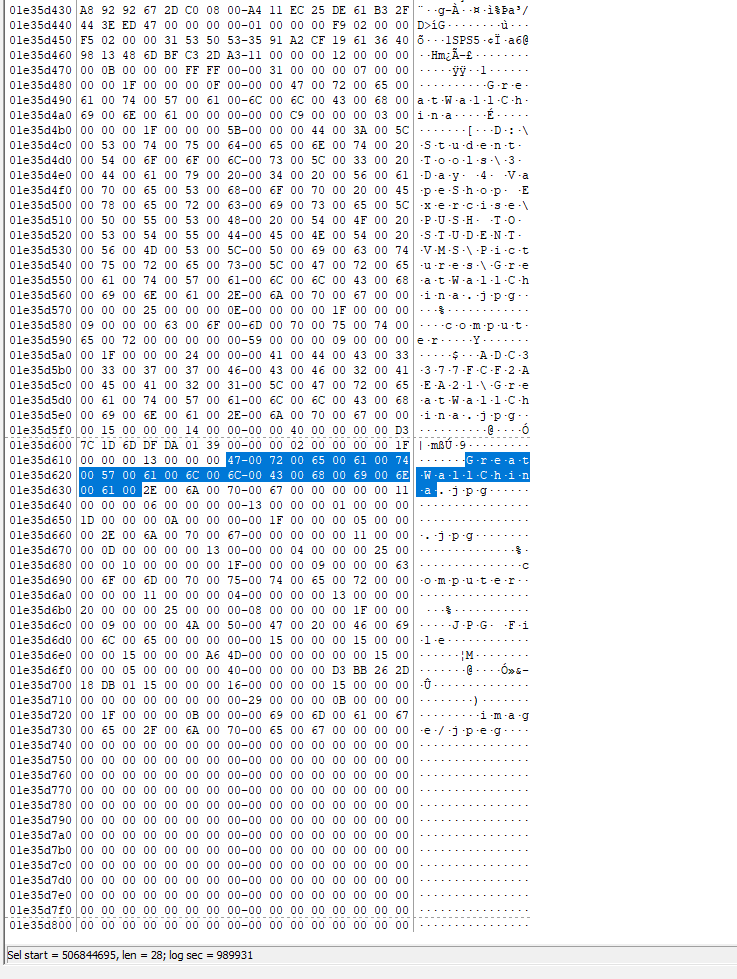 01e35d430 A8 92 92 67 2D C0 08 00-A4 11 EC 25 DE 61 B3 2F ¨··g-À··¤·ì%Þa³/
01e35d440 44 3E ED 47 00 00 00 00-00 01 00 00 00 F9 02 00 D>íG·········ù··
01e35d450 F5 02 00 00 31 53 50 53-35 91 A2 CF 19 61 36 40 õ···1SPS5·¢Ï·a6@
01e35d460 98 13 48 6D BF C3 2D A3-11 00 00 00 12 00 00 00 ··Hm¿Ã-£········
01e35d470 00 0B 00 00 00 FF FF 00-00 31 00 00 00 07 00 00 ·····ÿÿ··1······
01e35d480 00 00 1F 00 00 00 0F 00-00 00 47 00 72 00 65 00 ··········G·r·e·
01e35d490 61 00 74 00 57 00 61 00-6C 00 6C 00 43 00 68 00 a·t·W·a·l·l·C·h·
01e35d4a0 69 00 6E 00 61 00 00 00-00 00 C9 00 00 00 03 00 i·n·a·····É·····
01e35d4b0 00 00 00 1F 00 00 00 5B-00 00 00 44 00 3A 00 5C ·······[···D·:·\
01e35d4c0 00 53 00 74 00 75 00 64-00 65 00 6E 00 74 00 20 ·S·t·u·d·e·n·t· 
01e35d4d0 00 54 00 6F 00 6F 00 6C-00 73 00 5C 00 33 00 20 ·T·o·o·l·s·\·3· 
01e35d4e0 00 44 00 61 00 79 00 20-00 34 00 20 00 56 00 61 ·D·a·y· ·4· ·V·a
01e35d4f0 00 70 00 65 00 53 00 68-00 6F 00 70 00 20 00 45 ·p·e·S·h·o·p· ·E
01e35d500 00 78 00 65 00 72 00 63-00 69 00 73 00 65 00 5C ·x·e·r·c·i·s·e·\
01e35d510 00 50 00 55 00 53 00 48-00 20 00 54 00 4F 00 20 ·P·U·S·H· ·T·O· 
01e35d520 00 53 00 54 00 55 00 44-00 45 00 4E 00 54 00 20 ·S·T·U·D·E·N·T· 
01e35d530 00 56 00 4D 00 53 00 5C-00 50 00 69 00 63 00 74 ·V·M·S·\·P·i·c·t
01e35d540 00 75 00 72 00 65 00 73-00 5C 00 47 00 72 00 65 ·u·r·e·s·\·G·r·e
01e35d550 00 61 00 74 00 57 00 61-00 6C 00 6C 00 43 00 68 ·a·t·W·a·l·l·C·h
01e35d560 00 69 00 6E 00 61 00 2E-00 6A 00 70 00 67 00 00 ·i·n·a·.·j·p·g··
01e35d570 00 00 00 25 00 00 00 0E-00 00 00 00 1F 00 00 00 ···%············
01e35d580 09 00 00 00 63 00 6F 00-6D 00 70 00 75 00 74 00 ····c·o·m·p·u·t·
01e35d590 65 00 72 00 00 00 00 00-59 00 00 00 09 00 00 00 e·r·····Y·······
01e35d5a0 00 1F 00 00 00 24 00 00-00 41 00 44 00 43 00 33 ·····$···A·D·C·3
01e35d5b0 00 33 00 37 00 37 00 46-00 43 00 46 00 32 00 41 ·3·7·7·F·C·F·2·A
01e35d5c0 00 45 00 41 00 32 00 31-00 5C 00 47 00 72 00 65 ·E·A·2·1·\·G·r·e
01e35d5d0 00 61 00 74 00 57 00 61-00 6C 00 6C 00 43 00 68 ·a·t·W·a·l·l·C·h
01e35d5e0 00 69 00 6E 00 61 00 2E-00 6A 00 70 00 67 00 00 ·i·n·a·.·j·p·g··
01e35d5f0 00 15 00 00 00 14 00 00-00 00 40 00 00 00 00 D3 ··········@····Ó
01e35d600 7C 1D 6D DF DA 01 39 00-00 00 02 00 00 00 00 1F |·mßÚ·9·········
01e35d610 00 00 00 13 00 00 00 47-00 72 00 65 00 61 00 74 ·······G·r·e·a·t
01e35d620 00 57 00 61 00 6C 00 6C-00 43 00 68 00 69 00 6E ·W·a·l·l·C·h·i·n
01e35d630 00 61 00 2E 00 6A 00 70-00 67 00 00 00 00 00 11 ·a·.·j·p·g······
01e35d640 00 00 00 06 00 00 00 00-13 00 00 00 01 00 00 00 ················
01e35d650 1D 00 00 00 0A 00 00 00-00 1F 00 00 00 05 00 00 ················
01e35d660 00 2E 00 6A 00 70 00 67-00 00 00 00 00 11 00 00 ·.·j·p·g········
01e35d670 00 0D 00 00 00 00 13 00-00 00 04 00 00 00 25 00 ··············%·
01e35d680 00 00 10 00 00 00 00 1F-00 00 00 09 00 00 00 63 ···············c
01e35d690 00 6F 00 6D 00 70 00 75-00 74 00 65 00 72 00 00 ·o·m·p·u·t·e·r··
01e35d6a0 00 00 00 11 00 00 00 04-00 00 00 00 13 00 00 00 ················
01e35d6b0 20 00 00 00 25 00 00 00-08 00 00 00 00 1F 00 00  ···%···········
01e35d6c0 00 09 00 00 00 4A 00 50-00 47 00 20 00 46 00 69 ·····J·P·G· ·F·i
01e35d6d0 00 6C 00 65 00 00 00 00-00 15 00 00 00 15 00 00 ·l·e············
01e35d6e0 00 00 15 00 00 00 A6 4D-00 00 00 00 00 00 15 00 ······¦M········
01e35d6f0 00 00 05 00 00 00 00 40-00 00 00 00 D3 BB 26 2D ·······@····Ó»&-
01e35d700 18 DB 01 15 00 00 00 16-00 00 00 00 15 00 00 00 ·Û··············
01e35d710 00 00 00 00 00 00 00 00-29 00 00 00 0B 00 00 00 ········)·······
01e35d720 00 1F 00 00 00 0B 00 00-00 69 00 6D 00 61 00 67 ·········i·m·a·g
01e35d730 00 65 00 2F 00 6A 00 70-00 65 00 67 00 00 00 00 ·e·/·j·p·e·g····
01e35d740 00 00 00 00 00 00 00 00-00 00 00 00 00 00 00 00 ················
01e35d750 00 00 00 00 00 00 00 00-00 00 00 00 00 00 00 00 ················
01e35d760 00 00 00 00 00 00 00 00-00 00 00 00 00 00 00 00 ················
01e35d770 00 00 00 00 00 00 00 00-00 00 00 00 00 00 00 00 ················
01e35d780 00 00 00 00 00 00 00 00-00 00 00 00 00 00 00 00 ················
01e35d790 00 00 00 00 00 00 00 00-00 00 00 00 00 00 00 00 ················
01e35d7a0 00 00 00 00 00 00 00 00-00 00 00 00 00 00 00 00 ················
01e35d7b0 00 00 00 00 00 00 00 00-00 00 00 00 00 00 00 00 ················
01e35d7c0 00 00 00 00 00 00 00 00-00 00 00 00 00 00 00 00 ················
01e35d7d0 00 00 00 00 00 00 00 00-00 00 00 00 00 00 00 00 ················
01e35d7e0 00 00 00 00 00 00 00 00-00 00 00 00 00 00 00 00 ················
01e35d7f0 00 00 00 00 00 00 00 00-00 00 00 00 00 00 00 00 ················
01e35d800 00 00 00 00 00 00 00 00-00 00 00 00 00 00 00 00 ················
Sel start = 506844695, len = 28; log sec = 989931